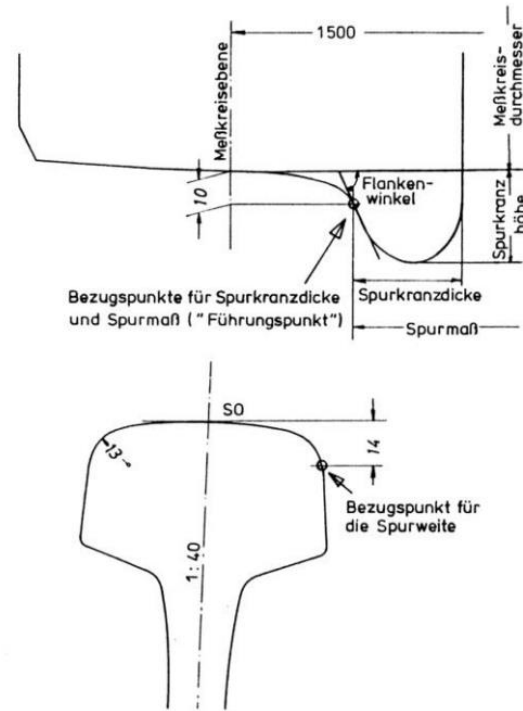 1500
Meßkreisebene
Meßkreis-
durchmesser
10
Flanken-
winkel
Spurkranz
höhe
Bezugspunkte für Spurkranzdicke
und Spurmaß ("Führungspunkt")
Spurkranzdicke
Spurmaß
SO
13
14
Bezugspunkt für
die Spurweite
1:40